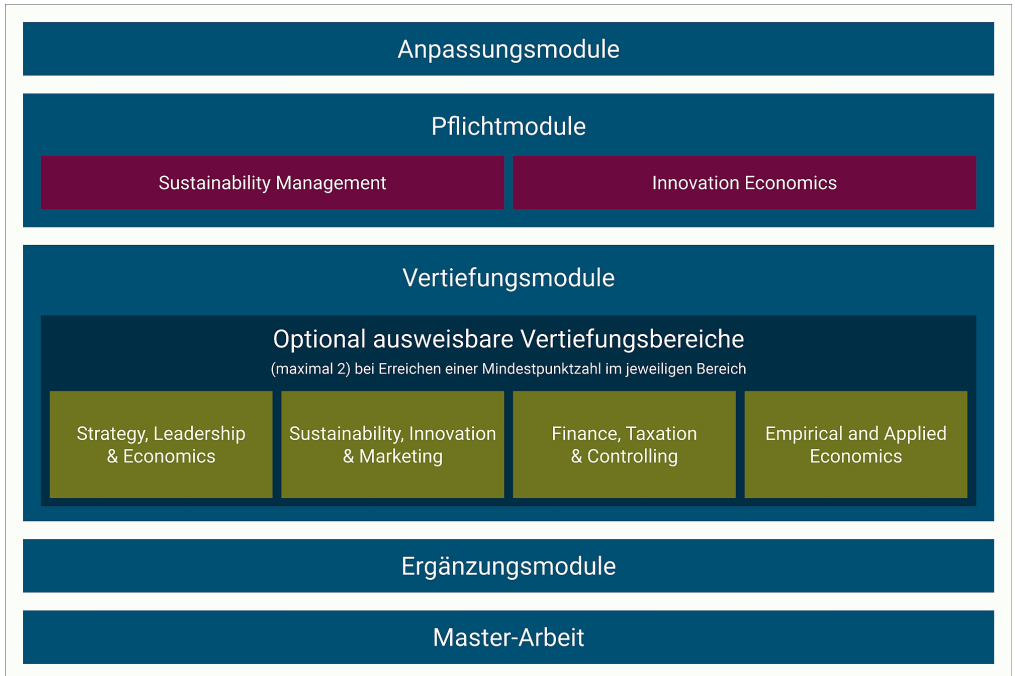 Anpassungsmodule
Pflichtmodule
Sustainability Management
Innovation Economics
Vertiefungsmodule
Optional ausweisbare Vertiefungsbereiche
(maximal 2) bei Erreichen einer Mindestpunktzahl im jeweiligen Bereich
Strategy, Leadership
& Economics
Sustainability, Innovation
& Marketing
Finance, Taxation
& Controlling
Empirical and Applied
Economics
Ergänzungsmodule
Master-Arbeit